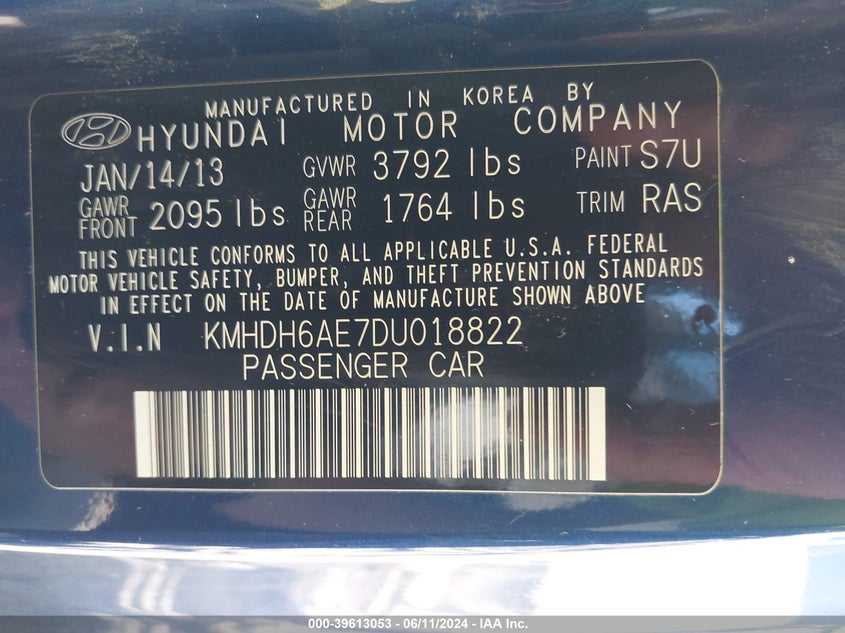 MANUFACTURED IN KOREA BY
HYUNDAI MOTOR COMPANY
JAN/14/13 GVWR 3792 lbs PAINT S7U
GAWR FRONT 2095 lbs GAWR REAR 1764 lbs TRIM RAS
THIS VEHICLE CONFORMS TO ALL APPLICABLE U.S.A. FEDERAL
MOTOR VEHICLE SAFETY, BUMPER, AND THEFT PREVENTION STANDARDS
IN EFFECT ON THE DATE OF MANUFACTURE SHOWN ABOVE
V.I.N KMHDH6AE7DU018822
PASSENGER CAR
000-39613053 - 06/11/2024 - IAA Inc.